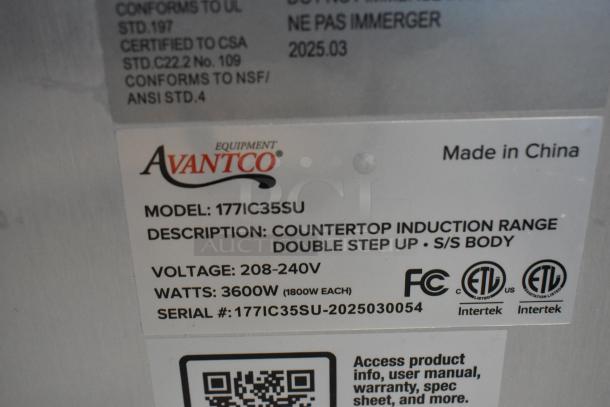 CONFORMS TO UL
STD.197
CERTIFIED TO CSA
STD.C22.2 No. 109
CONFORMS TO NSF/
ANSI STD.4
NE PAS IMMERGER
2025.03
EQUIPMENT
AVANTCO®
Made in China
MODEL: 177IC35SU
DESCRIPTION: COUNTERTOP INDUCTION RANGE
DOUBLE STEP UP • S/S BODY
VOLTAGE: 208-240V
WATTS: 3600W (1800W EACH)
SERIAL #:177IC35SU-2025030054
FC
C ETL US
Intertek
ETL
Intertek
Access product
info, user manual,
warranty, spec
sheet, and more.